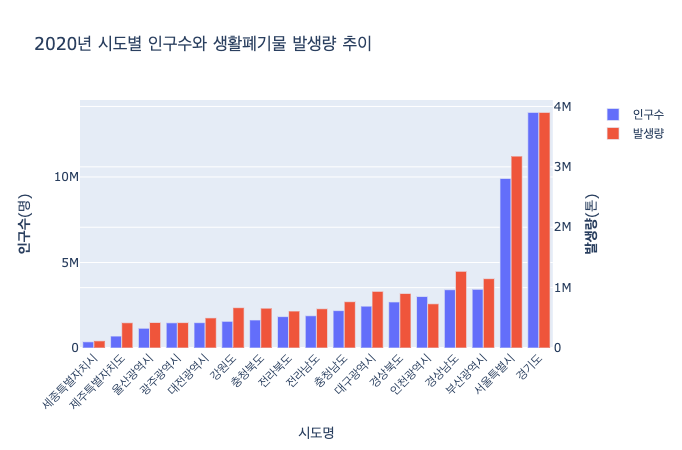 2020년 시도별 인구수와 생활폐기물 발생량 추이
인구수
발생량
인구수(명)
10M
5M
0
발생량(톤)
4M
3M
2M
1M
0
세종특별자치시
제주특별자치도
울산광역시
광주광역시
대전광역시
강원도
충청북도
전라북도
전라남도
충청남도
대구광역시
경상북도
인천광역시
경상남도
부산광역시
서울특별시
경기도
시도명